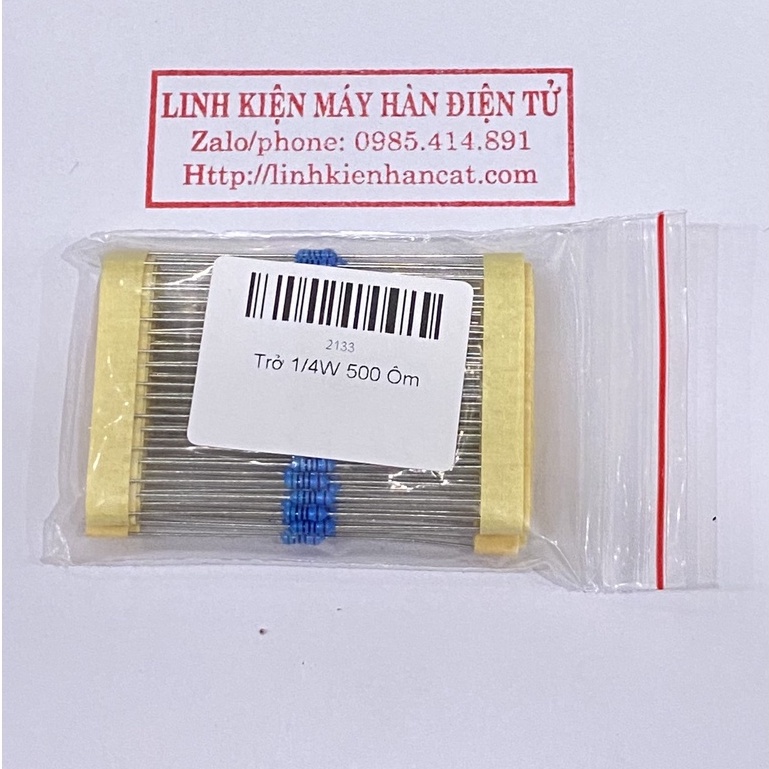 LINH KIỆN MÁY HÀN ĐIỆN TỬ
Zalo/phone: 0985.414.891
Http://linhkienhancat.com
2133
Trở 1/4W 500 Ôm